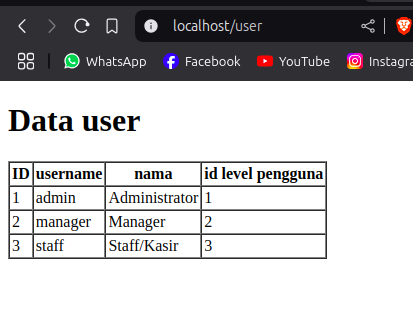 localhost/user
WhatsApp Facebook YouTube Instagra
Data user
ID username nama id level pengguna
1 admin Administrator 1
2 manager Manager 2
3 staff Staff/Kasir 3